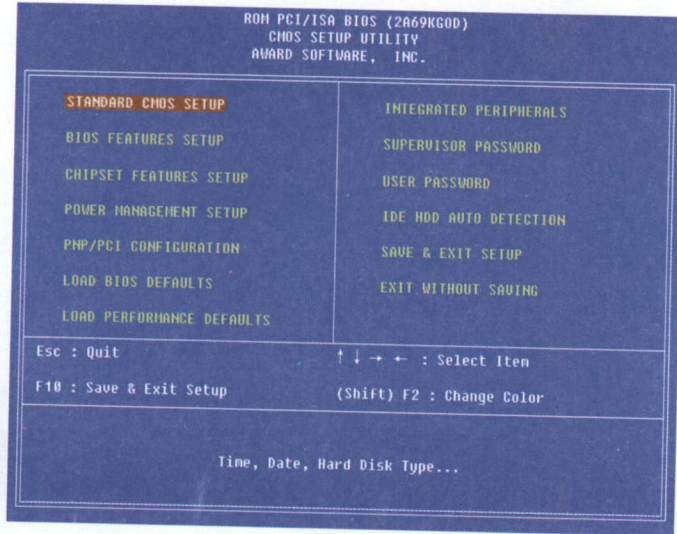 ROM PCI/ISA BIOS (2A69KG0D)
CMOS SETUP UTILITY
AWARD SOFTWARE, INC.
STANDARD CMOS SETUP
BIOS FEATURES SETUP
CHIPSET FEATURES SETUP
POWER MANAGEMENT SETUP
PNP/PCI CONFIGURATION
LOAD BIOS DEFAULTS
LOAD PERFORMANCE DEFAULTS
INTEGRATED PERIPHERALS
SUPERVISOR PASSWORD
USER PASSWORD
IDE HDD AUTO DETECTION
SAVE & EXIT SETUP
EXIT WITHOUT SAVING
Esc : Quit
F10 : Save & Exit Setup
↑ ↓ → ← : Select Item
(Shift) F2 : Change Color
Time, Date, Hard Disk Type...